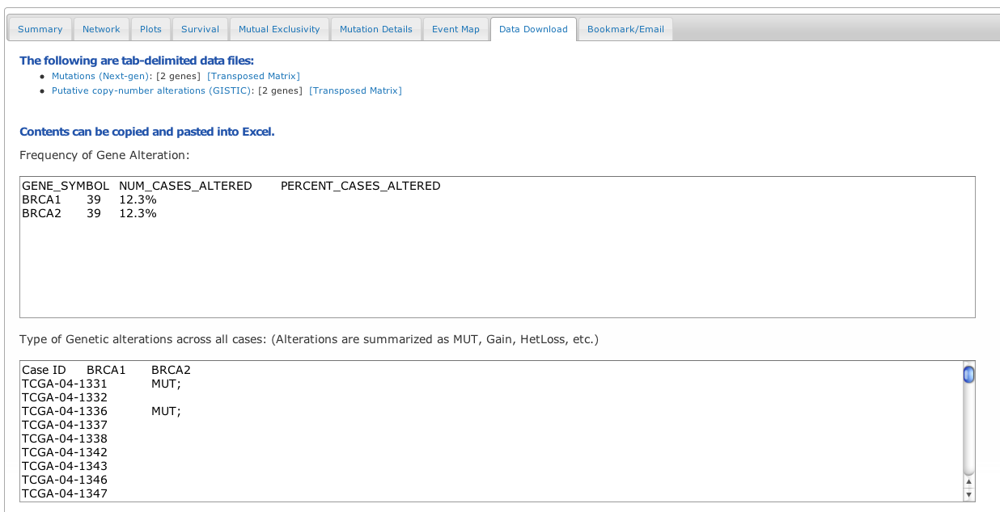 Summary Network Plots Survival Mutual Exclusivity Mutation Details Event Map Data Download Bookmark/Email
The following are tab-delimited data files:
Mutations (Next-gen): [2 genes] [Transposed Matrix]
Putative copy-number alterations (GISTIC): [2 genes] [Transposed Matrix]
Contents can be copied and pasted into Excel.
Frequency of Gene Alteration:
GENE_SYMBOL NUM_CASES_ALTERED PERCENT_CASES_ALTERED
BRCA1 39 12.3%
BRCA2 39 12.3%
Type of Genetic alterations across all cases: (Alterations are summarized as MUT, Gain, HetLoss, etc.)
Case ID BRCA1 BRCA2
TCGA-04-1331 MUT;
TCGA-04-1332
TCGA-04-1336 MUT;
TCGA-04-1337
TCGA-04-1338
TCGA-04-1342
TCGA-04-1343
TCGA-04-1346
TCGA-04-1347